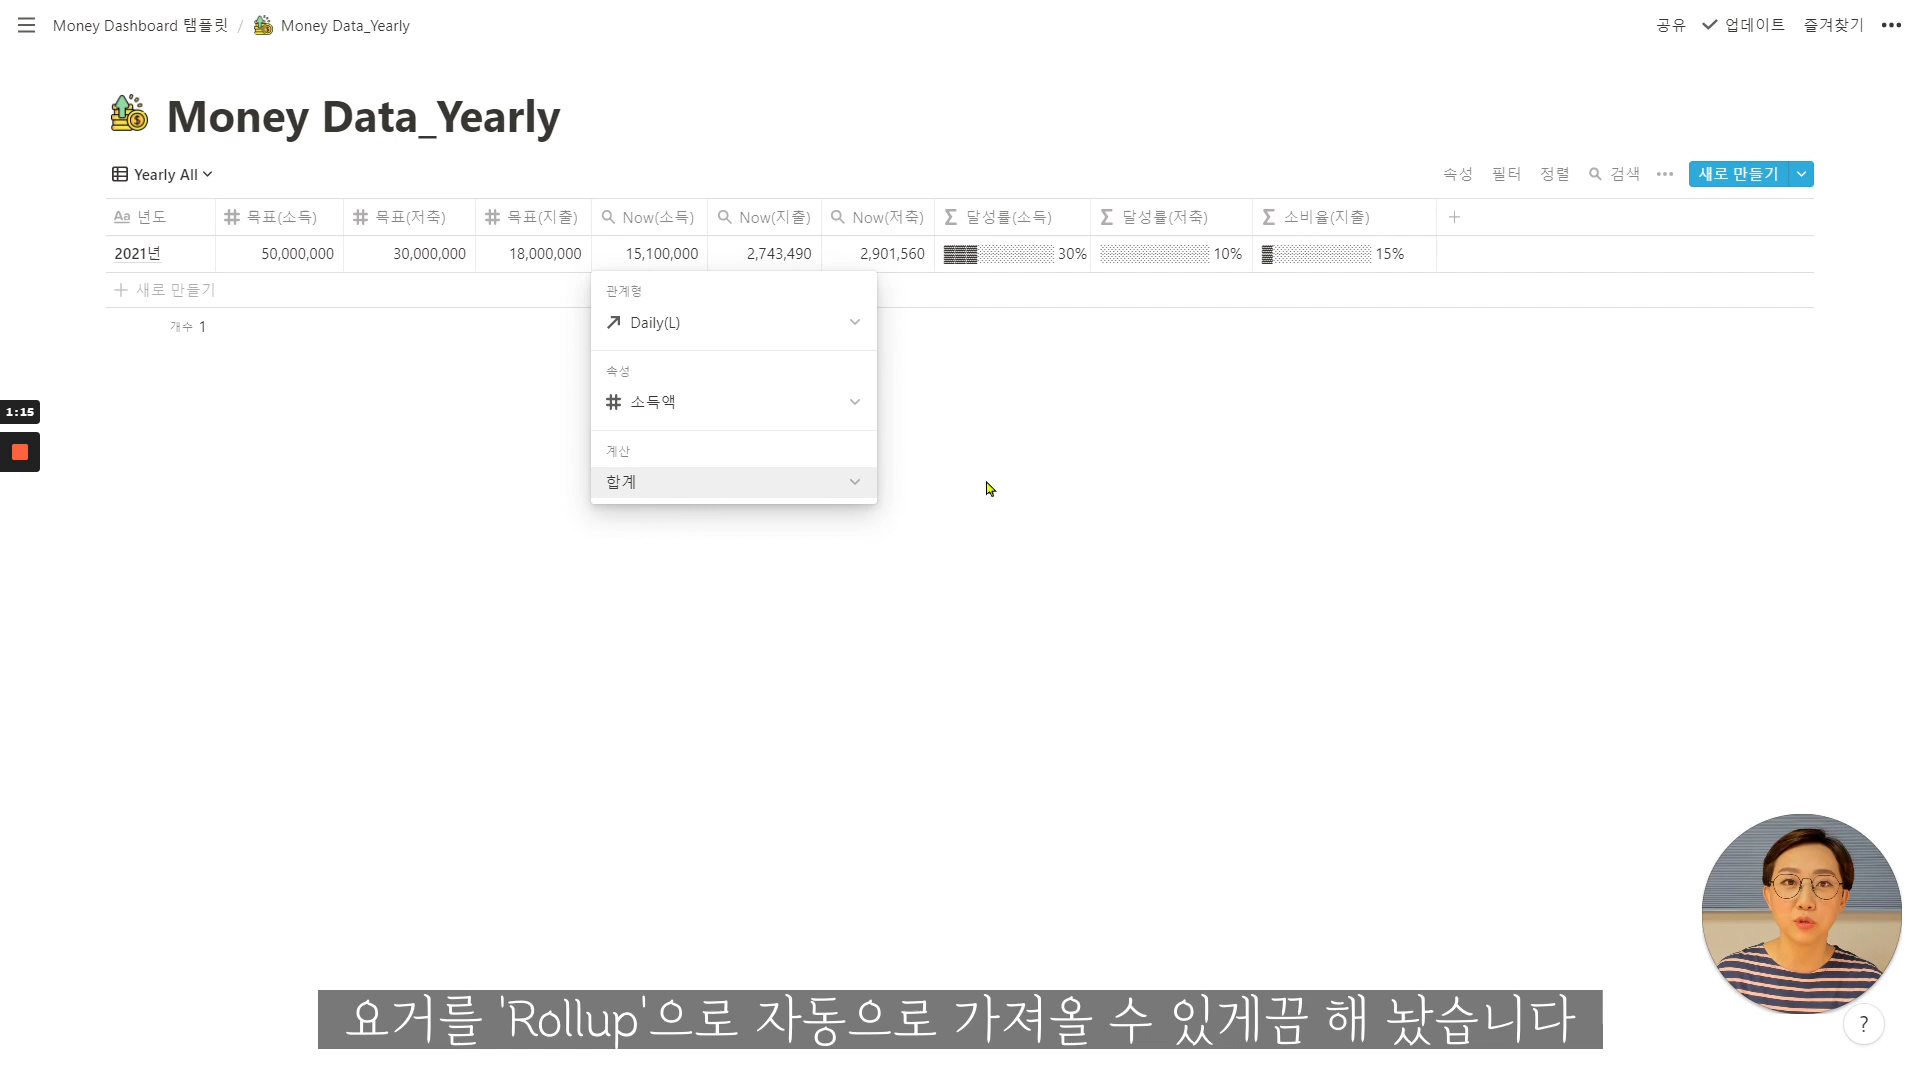 Money Dashboard 탬플릿 / Money Data_Yearly
공유 업데이트 즐겨찾기
Money Data_Yearly
Yearly All
속성 필터 정렬 검색 새로 만들기
Aa 년도 목표(소득) 목표(저축) 목표(지출) Now(소득) Now(지출) Now(저축) 달성률(소득) 달성률(저축) 소비율(지출)
2021년 50,000,000 30,000,000 18,000,000 15,100,000 2,743,490 2,901,560 30% 10% 15%
새로 만들기
개수 1
관계형
Daily(L)
속성
소득액
계산
합계
1:15
요거를 'Rollup'으로 자동으로 가져올 수 있게끔 해 놨습니다
?